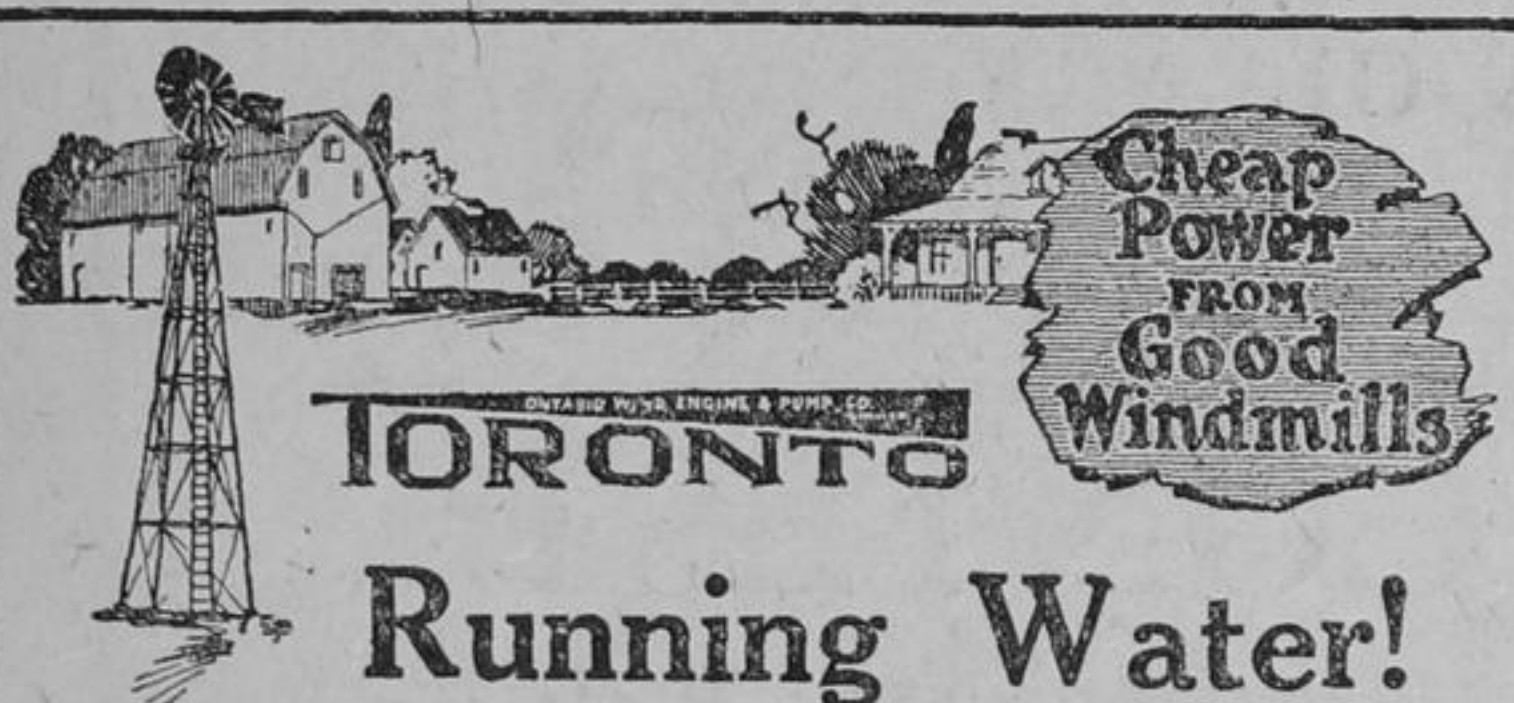 Cheap
Power
FROM
Good
Windmills
ONTARIO WIND ENGINE & PUMP CO.
TORONTO
Running Water!